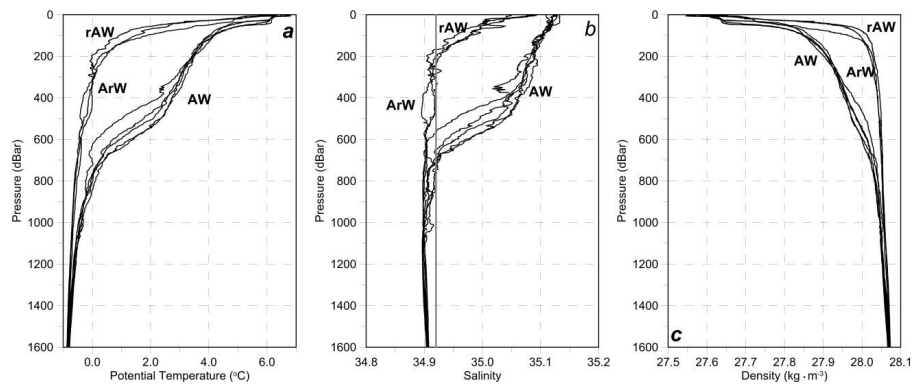 0
200
400
600
800
1000
1200
1400
1600
Pressure (dBar)
0.0 2.0 4.0 6.0
Potential Temperature (°C)
rAW
ArW
AW
a
0
200
400
600
800
1000
1200
1400
1600
Pressure (dBar)
34.8 34.9 35.0 35.1 35.2
Salinity
rAW
ArW
AW
b
0
200
400
600
800
1000
1200
1400
1600
Pressure (dBar)
27.5 27.6 27.7 27.8 27.9 28.0 28.1
Density (kg·m-³)
rAW
AW
ArW
c